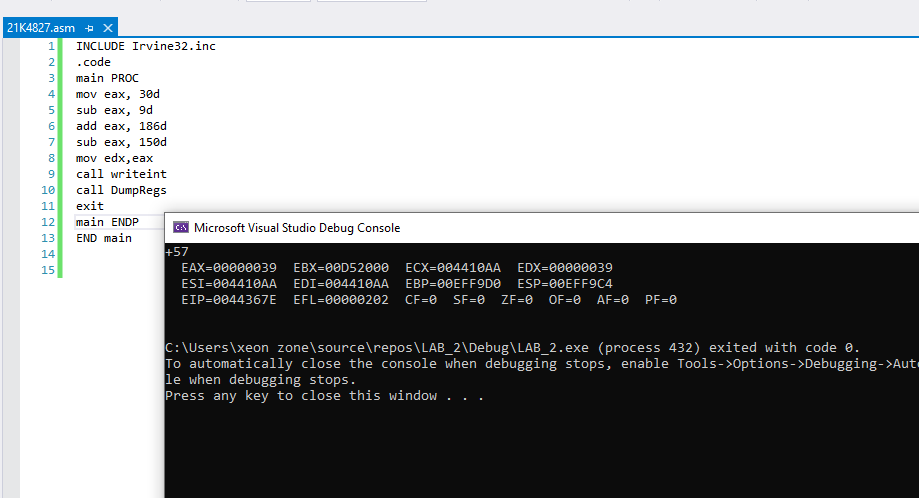 21K4827.asm
1 INCLUDE Irvine32.inc
2 .code
3 main PROC
4 mov eax, 30d
5 sub eax, 9d
6 add eax, 186d
7 sub eax, 150d
8 mov edx,eax
9 call writeint
10 call DumpRegs
11 exit
12 main ENDP
13 END main
14
15
Microsoft Visual Studio Debug Console
+57
EAX=00000039 EBX=00D52000 ECX=004410AA EDX=00000039
ESI=004410AA EDI=004410AA EBP=00EFF9D0 ESP=00EFF9C4
EIP=0044367E EFL=00000202 CF=0 SF=0 ZF=0 OF=0 AF=0 PF=0
C:\Users\xeon zone\source\repos\LAB_2\Debug\LAB_2.exe (process 432) exited with code 0.
To automatically close the console when debugging stops, enable Tools->Options->Debugging->Aut
le when debugging stops.
Press any key to close this window . . .